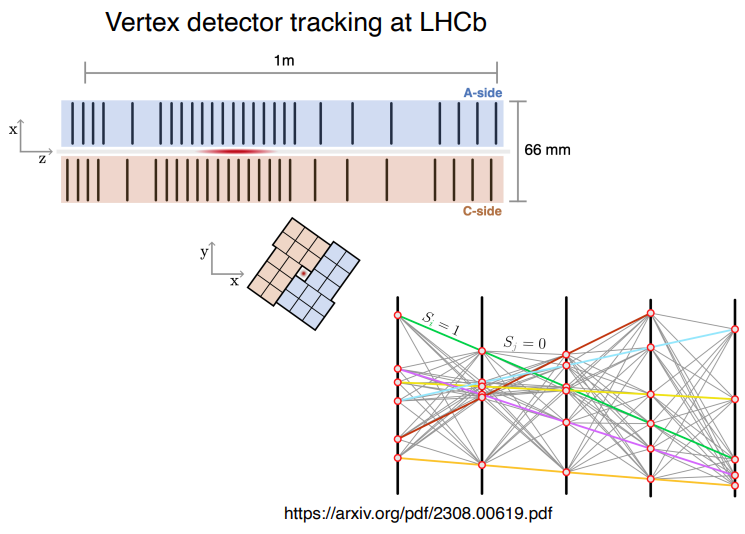 Vertex detector tracking at LHCb
1m
A-side
x
z
66 mm
C-side
y
x
S_i = 1
S_j = 0
https://arxiv.org/pdf/2308.00619.pdf